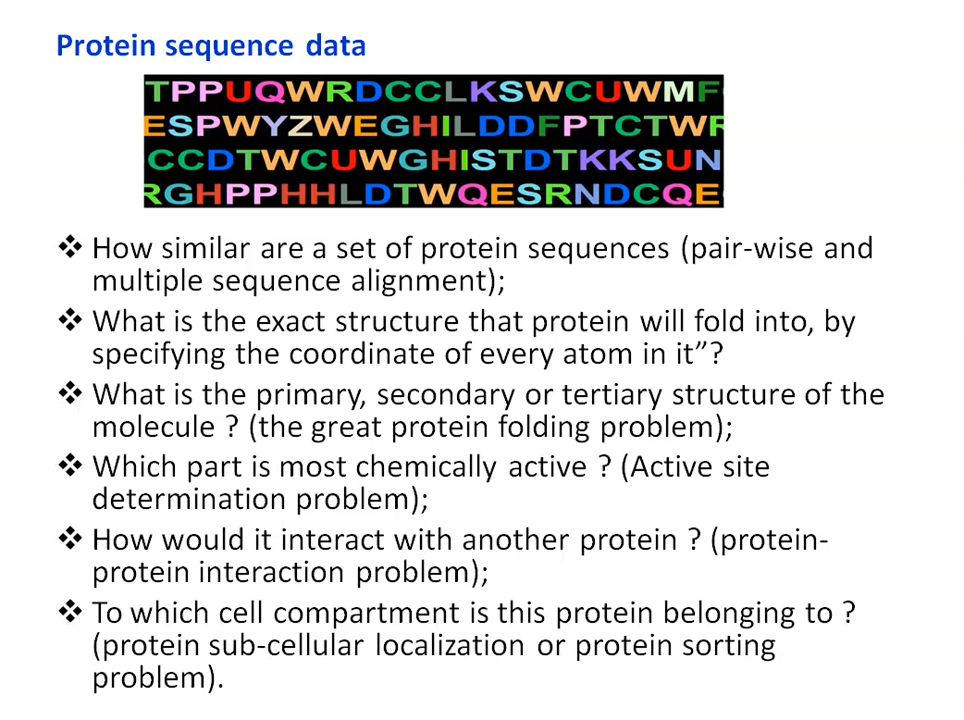 Protein sequence data
TPPUQWRDCCLKSWCUWMF
ESPWYZWEGHILDDFPTCTWR
CCDTWCUWGHISTDTKKSUN
RGHPPHHLDTWQESRNDCQE
❖ How similar are a set of protein sequences (pair-wise and
multiple sequence alignment);
❖ What is the exact structure that protein will fold into, by
specifying the coordinate of every atom in it”?
❖ What is the primary, secondary or tertiary structure of the
molecule ? (the great protein folding problem);
❖ Which part is most chemically active ? (Active site
determination problem);
❖ How would it interact with another protein ? (protein-
protein interaction problem);
❖ To which cell compartment is this protein belonging to ?
(protein sub-cellular localization or protein sorting
problem).